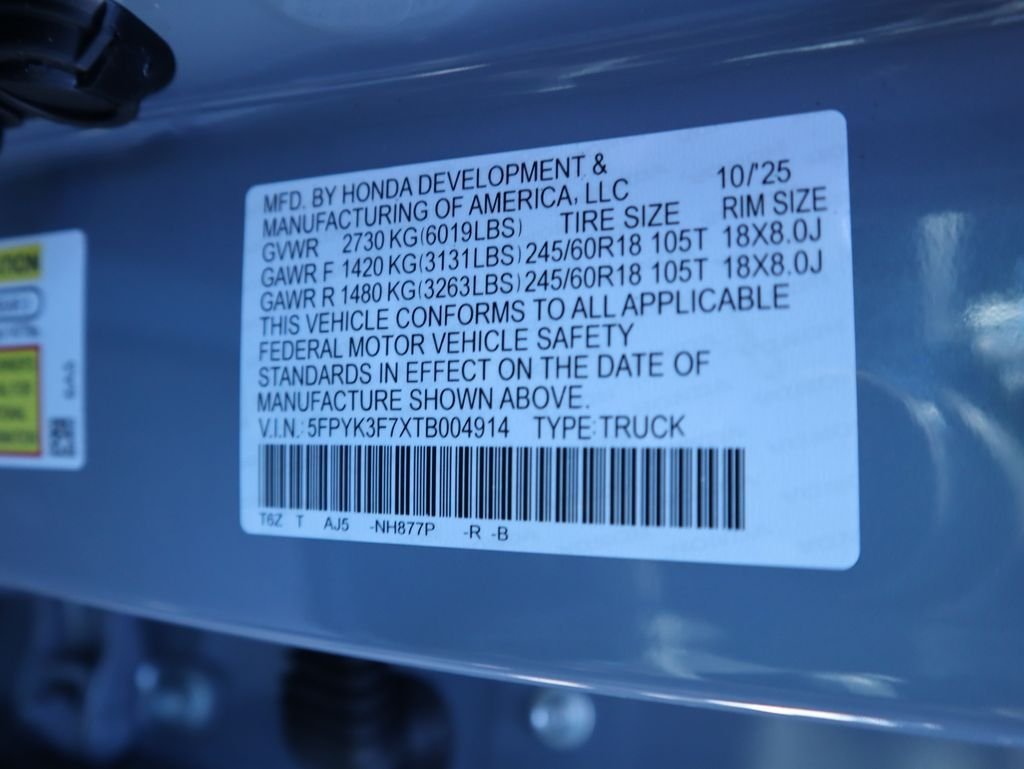 MFD. BY HONDA DEVELOPMENT &
MANUFACTURING OF AMERICA, LLC 10/'25
GVWR 2730 KG(6019LBS) TIRE SIZE RIM SIZE
GAWR F 1420 KG(3131LBS) 245/60R18 105T 18X8.0J
GAWR R 1480 KG(3263LBS) 245/60R18 105T 18X8.0J
THIS VEHICLE CONFORMS TO ALL APPLICABLE
FEDERAL MOTOR VEHICLE SAFETY
STANDARDS IN EFFECT ON THE DATE OF
MANUFACTURE SHOWN ABOVE.
V.I.N.: 5FPYK3F7XTB004914 TYPE:TRUCK
T6Z T AJ5 -NH877P -R -B